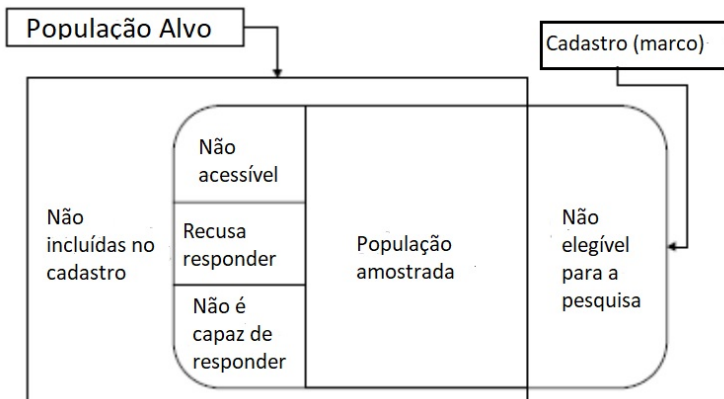 População Alvo
Cadastro (marco)
Não
acessível
Não
incluídas no
cadastro
Recusa
responder
População
amostrada
Não
elegível
para a
pesquisa
Não é
capaz de
responder